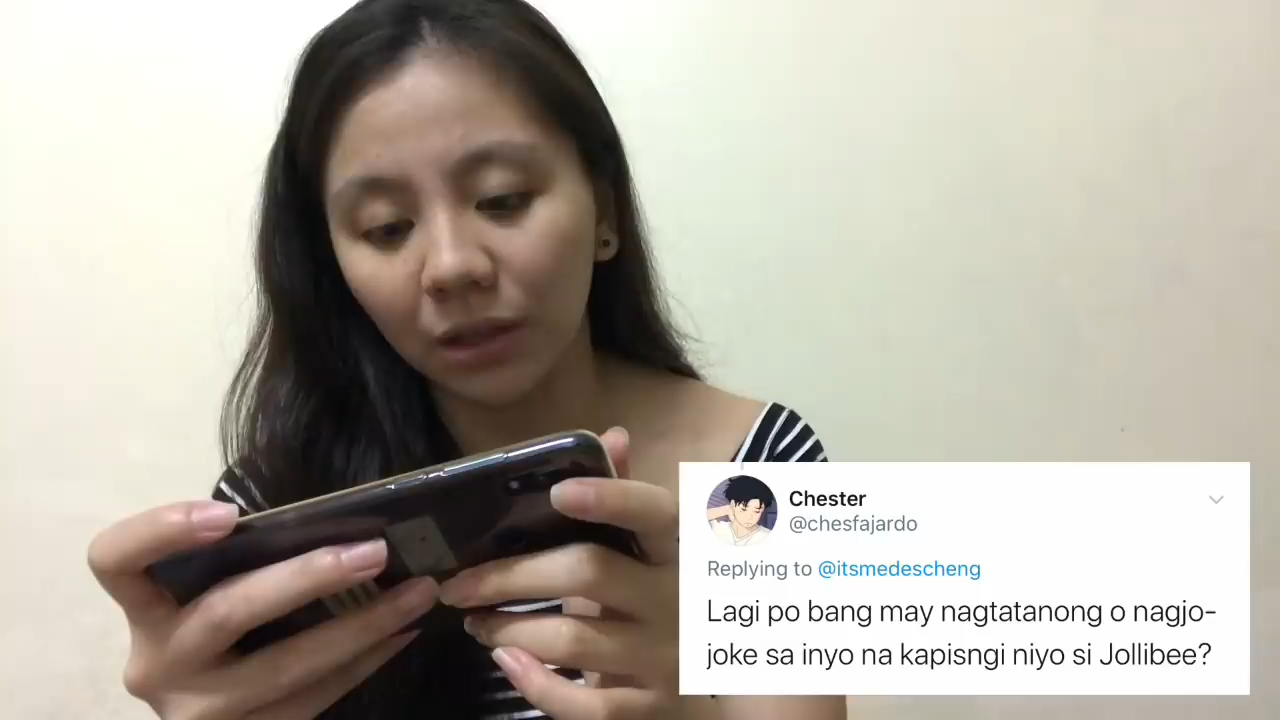 Chester
@chesfajardo
Replying to @itsmedescheng
Lagi po bang may nagtatanong o nagjo-
joke sa inyo na kapisngi niyo si Jollibee?